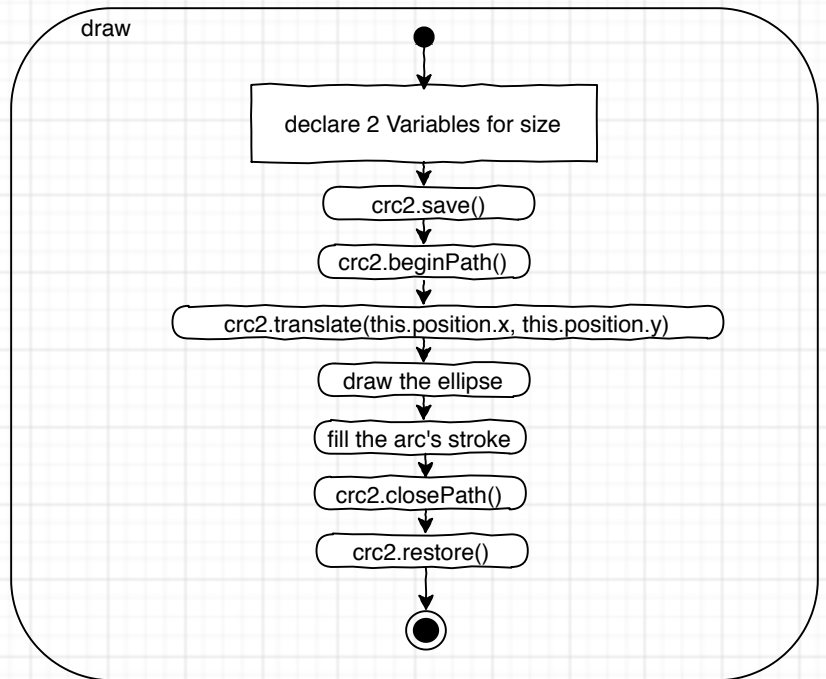 draw
declare 2 Variables for size
crc2.save()
crc2.beginPath()
crc2.translate(this.position.x, this.position.y)
draw the ellipse
fill the arc's stroke
crc2.closePath()
crc2.restore()